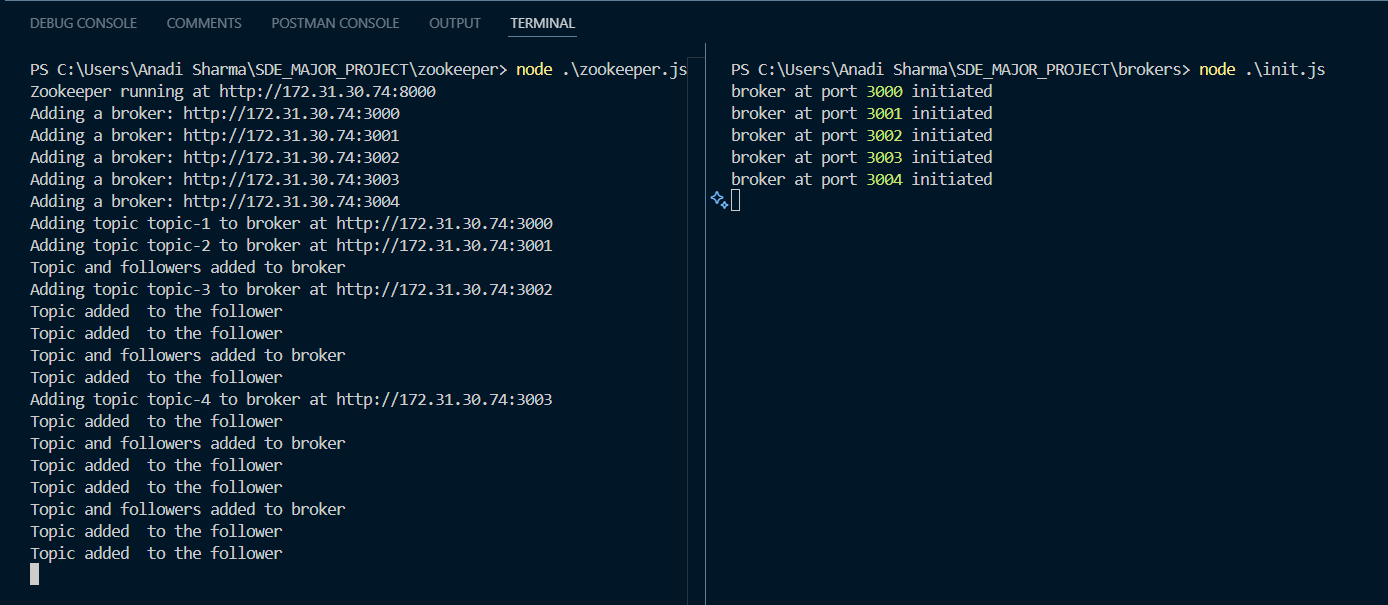 DEBUG CONSOLE COMMENTS POSTMAN CONSOLE OUTPUT TERMINAL
PS C:\Users\Anadi Sharma\SDE_MAJOR_PROJECT\zookeeper> node .\zookeeper.js
Zookeeper running at http://172.31.30.74:8000
Adding a broker: http://172.31.30.74:3000
Adding a broker: http://172.31.30.74:3001
Adding a broker: http://172.31.30.74:3002
Adding a broker: http://172.31.30.74:3003
Adding a broker: http://172.31.30.74:3004
Adding topic topic-1 to broker at http://172.31.30.74:3000
Adding topic topic-2 to broker at http://172.31.30.74:3001
Topic and followers added to broker
Adding topic topic-3 to broker at http://172.31.30.74:3002
Topic added  to the follower
Topic added  to the follower
Topic and followers added to broker
Topic added  to the follower
Adding topic topic-4 to broker at http://172.31.30.74:3003
Topic added  to the follower
Topic and followers added to broker
Topic added  to the follower
Topic added  to the follower
Topic and followers added to broker
Topic added  to the follower
Topic added  to the follower
PS C:\Users\Anadi Sharma\SDE_MAJOR_PROJECT\brokers> node .\init.js
broker at port 3000 initiated
broker at port 3001 initiated
broker at port 3002 initiated
broker at port 3003 initiated
broker at port 3004 initiated